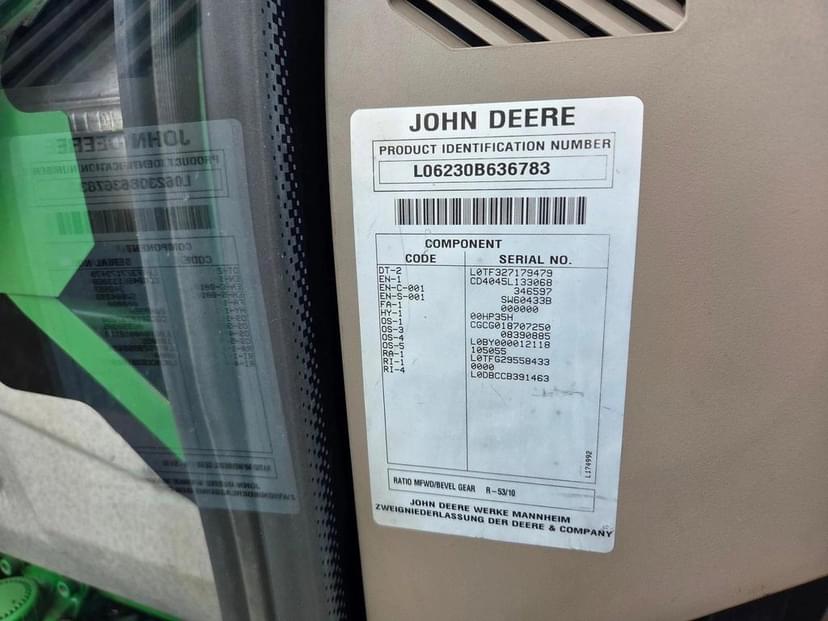 JOHN DEERE
PRODUCT IDENTIFICATION NUMBER
L06230B636783
COMPONENT
CODE SERIAL NO.
DT-2 L0TF327179479
EN-1 CD4045L133068
EN-C-001 346597
EN-S-001 SW60433B
FA-1 000000
HY-1 00HP35H
OS-1 CGCG018707250
OS-3 08390885
OS-4 L0BY000012118
OS-5 105055
RA-1 L0TFG29558433
RI-1 0000
RI-4 L0DBCCB391463
L174992
RATIO MFWD/BEVEL GEAR R-53/10
JOHN DEERE WERKE MANNHEIM
ZWEIGNIEDERLASSUNG DER DEERE & COMPANY